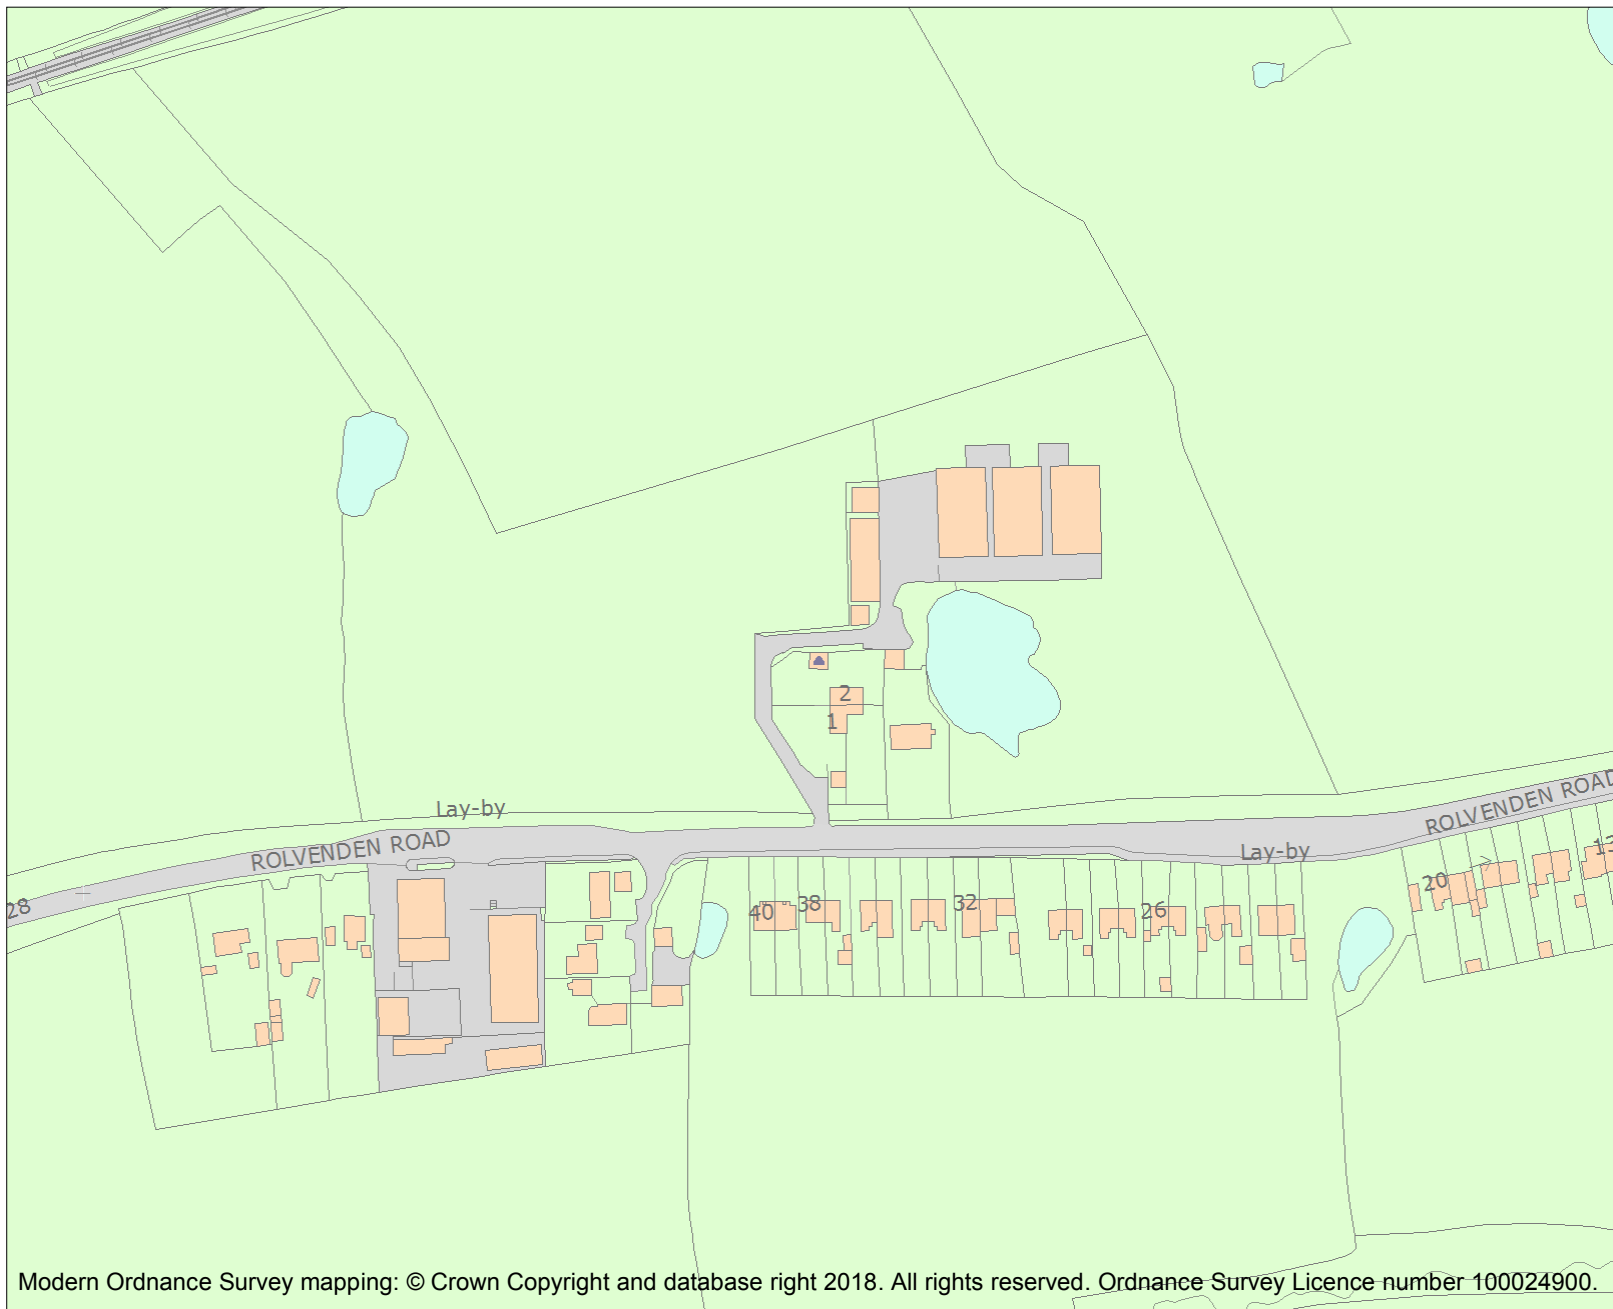 2
1
Lay-by
ROLVENDEN ROAD
ROLVENDEN ROAD
Lay-by
28
40
38
32
26
20
13
Modern Ordnance Survey mapping: © Crown Copyright and database right 2018. All rights reserved. Ordnance Survey Licence number 100024900.